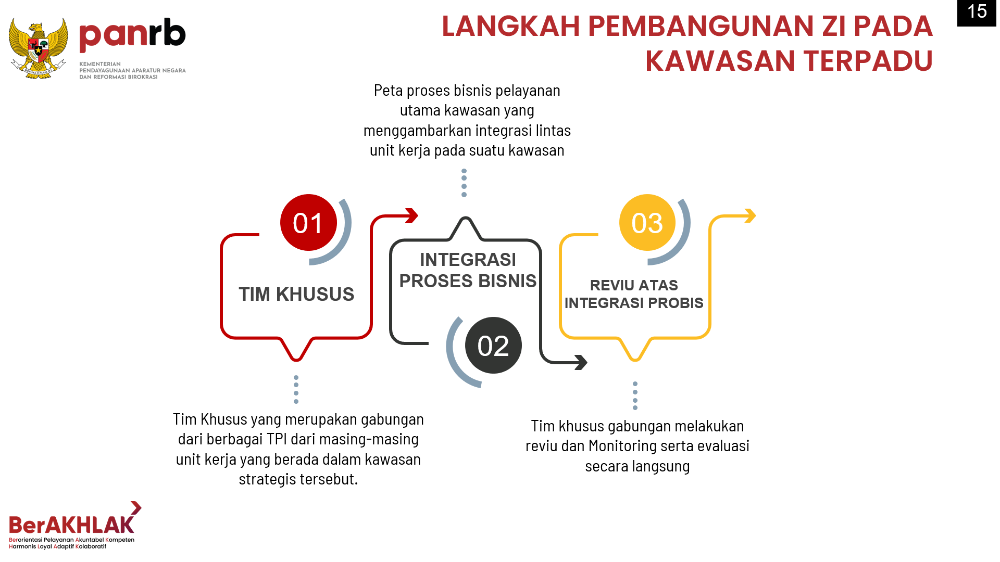 15
LANGKAH PEMBANGUNAN ZI PADA
KAWASAN TERPADU
panrb
KEMENTERIAN
PENDAYAGUNAAN APARATUR NEGARA
DAN REFORMASI BIROKRASI
BHINNEKA TUNGGAL IKA
Peta proses bisnis pelayanan
utama kawasan yang
menggambarkan integrasi lintas
unit kerja pada suatu kawasan
01
TIM KHUSUS
Tim Khusus yang merupakan gabungan
dari berbagai TPI dari masing-masing
unit kerja yang berada dalam kawasan
strategis tersebut.
INTEGRASI
PROSES BISNIS
02
03
REVIU ATAS
INTEGRASI PROBIS
Tim khusus gabungan melakukan
reviu dan Monitoring serta evaluasi
secara langsung
BerAKHLAK
Berorientasi Pelayanan Akuntabel Kompeten
Harmonis Loyal Adaptif Kolaboratif